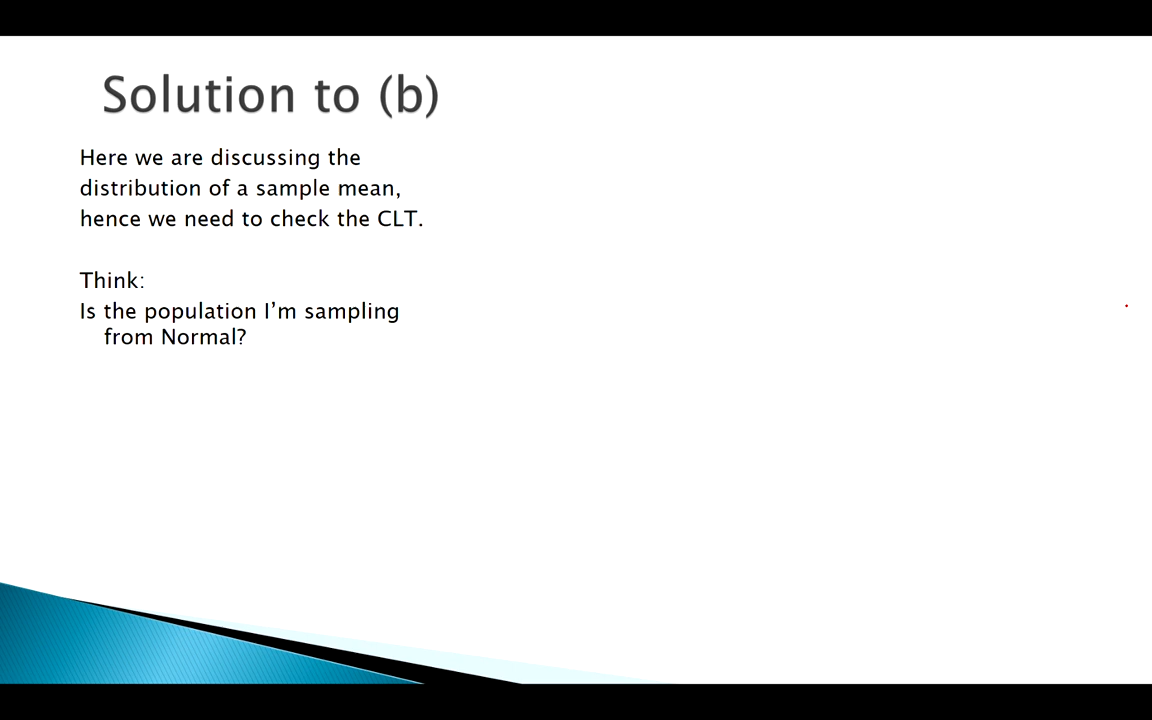 Solution to (b)
Here we are discussing the
distribution of a sample mean,
hence we need to check the CLT.
Think:
Is the population I’m sampling
from Normal?